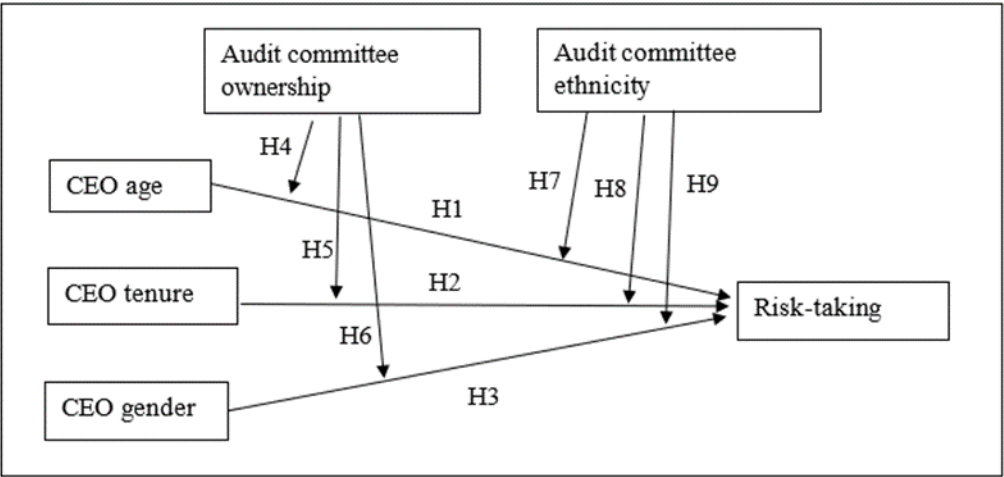 Audit committee
ownership
Audit committee
ethnicity
H4
CEO age
H7
H8
H9
H1
H5
CEO tenure
H2
Risk-taking
H6
H3
CEO gender